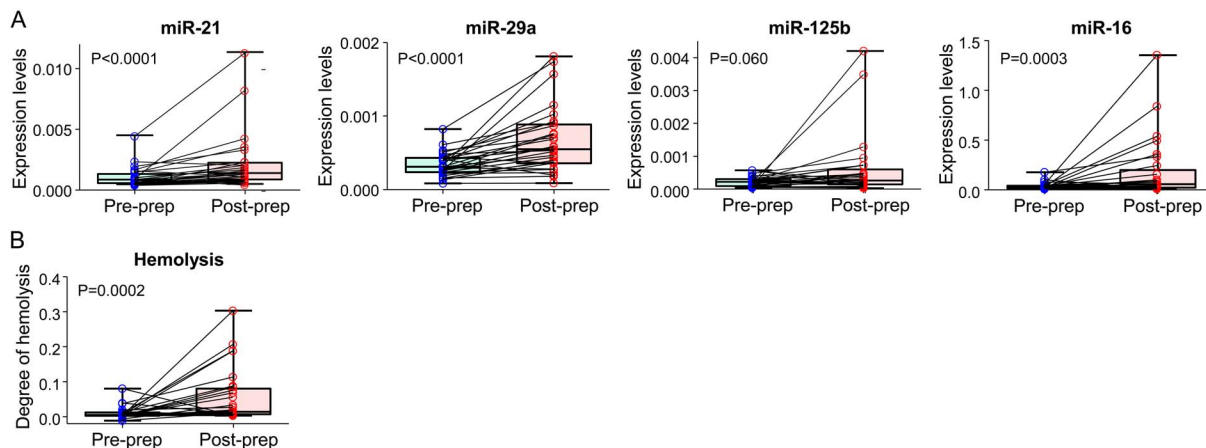 A
miR-21
P<0.0001
Expression levels
0.010
0.005
0.000
Pre-prep Post-prep
miR-29a
P<0.0001
Expression levels
0.002
0.001
0.000
Pre-prep Post-prep
miR-125b
P=0.060
Expression levels
0.004
0.003
0.002
0.001
0.000
Pre-prep Post-prep
miR-16
P=0.0003
Expression levels
1.5
1.0
0.5
0.0
Pre-prep Post-prep
B
Hemolysis
P=0.0002
Degree of hemolysis
0.4
0.3
0.2
0.1
0.0
Pre-prep Post-prep